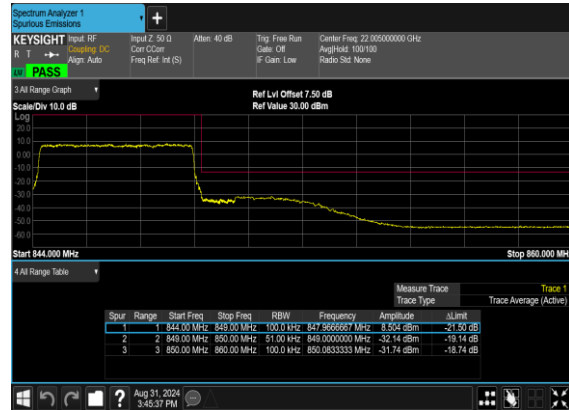 Spectrum Analyzer 1
Spurious Emissions
KEYSIGHT Input: RF Input Z: 50 Ω Atten: 40 dB Trig: Free Run Center Freq: 22.005000000 GHz
R T Coupling: DC Corr CCorr Gate: Off Avg|Hold: 100/100
Align: Auto Freq Ref: Int (S) IF Gain: Low Radio Std: None
PASS
3 All Range Graph
Ref Lvl Offset 7.50 dB
Scale/Div 10.0 dB Ref Value 30.00 dBm
Log
20.0
10.0
0.00
-10.0
-20.0
-30.0
-40.0
-50.0
-60.0
Start 844.000 MHz Stop 860.000 MH
4 All Range Table
Measure Trace Trace 1
Trace Type Trace Average (Active)
Spur Range Start Freq Stop Freq RBW Frequency Amplitude ΔLimit
1 1 844.00 MHz 849.00 MHz 100.0 kHz 847.9666667 MHz 8.504 dBm -21.50 dB
2 2 849.00 MHz 850.00 MHz 51.00 kHz 849.0000000 MHz -32.14 dBm -19.14 dB
3 3 850.00 MHz 860.00 MHz 100.0 kHz 850.0833333 MHz -31.74 dBm -18.74 dB
Aug 31, 2024
3:45:37 PM